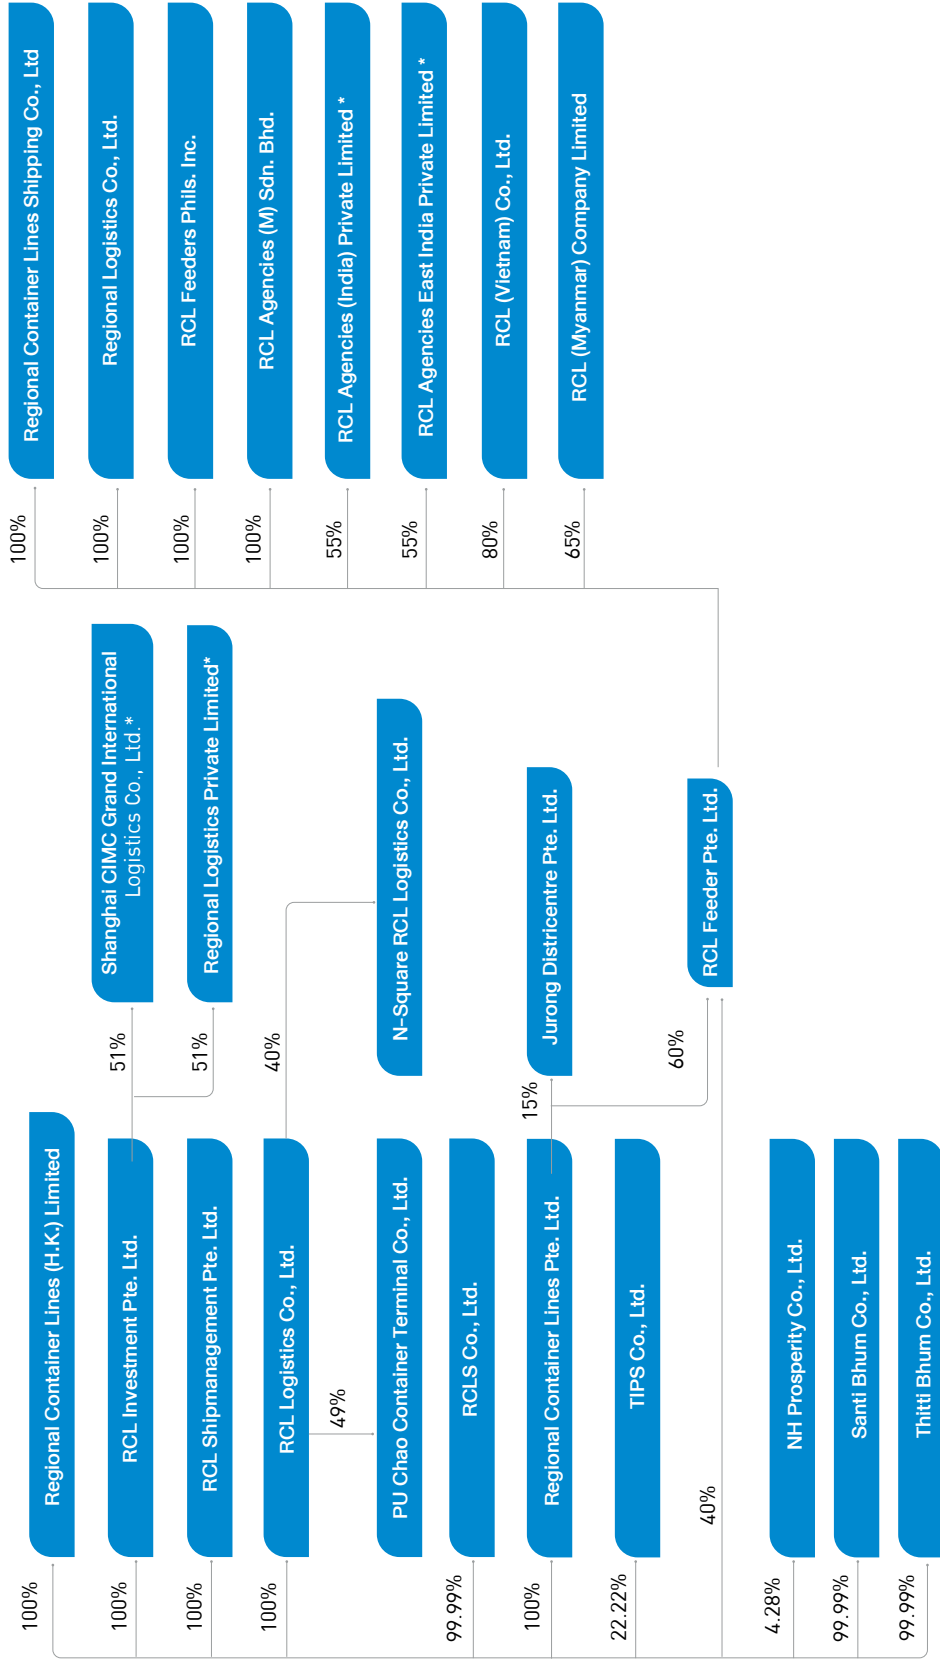 100%
Regional Container Lines (H.K.) Limited
100%
RCL Investment Pte. Ltd.
51%
Shanghai CIMC Grand International
Logistics Co., Ltd.*
51%
Regional Logistics Private Limited*
100%
RCL Shipmanagement Pte. Ltd.
100%
RCL Logistics Co., Ltd.
40%
N-Square RCL Logistics Co., Ltd.
49%
PU Chao Container Terminal Co., Ltd.
99.99%
RCLS Co., Ltd.
100%
Regional Container Lines Pte. Ltd.
15%
Jurong Districentre Pte. Ltd.
60%
RCL Feeder Pte. Ltd.
22.22%
TIPS Co., Ltd.
40%
4.28%
NH Prosperity Co., Ltd.
99.99%
Santi Bhum Co., Ltd.
99.99%
Thitti Bhum Co., Ltd.
100%
Regional Container Lines Shipping Co., Ltd
100%
Regional Logistics Co., Ltd.
100%
RCL Feeders Phils. Inc.
100%
RCL Agencies (M) Sdn. Bhd.
55%
RCL Agencies (India) Private Limited *
55%
RCL Agencies East India Private Limited *
80%
RCL (Vietnam) Co., Ltd.
65%
RCL (Myanmar) Company Limited